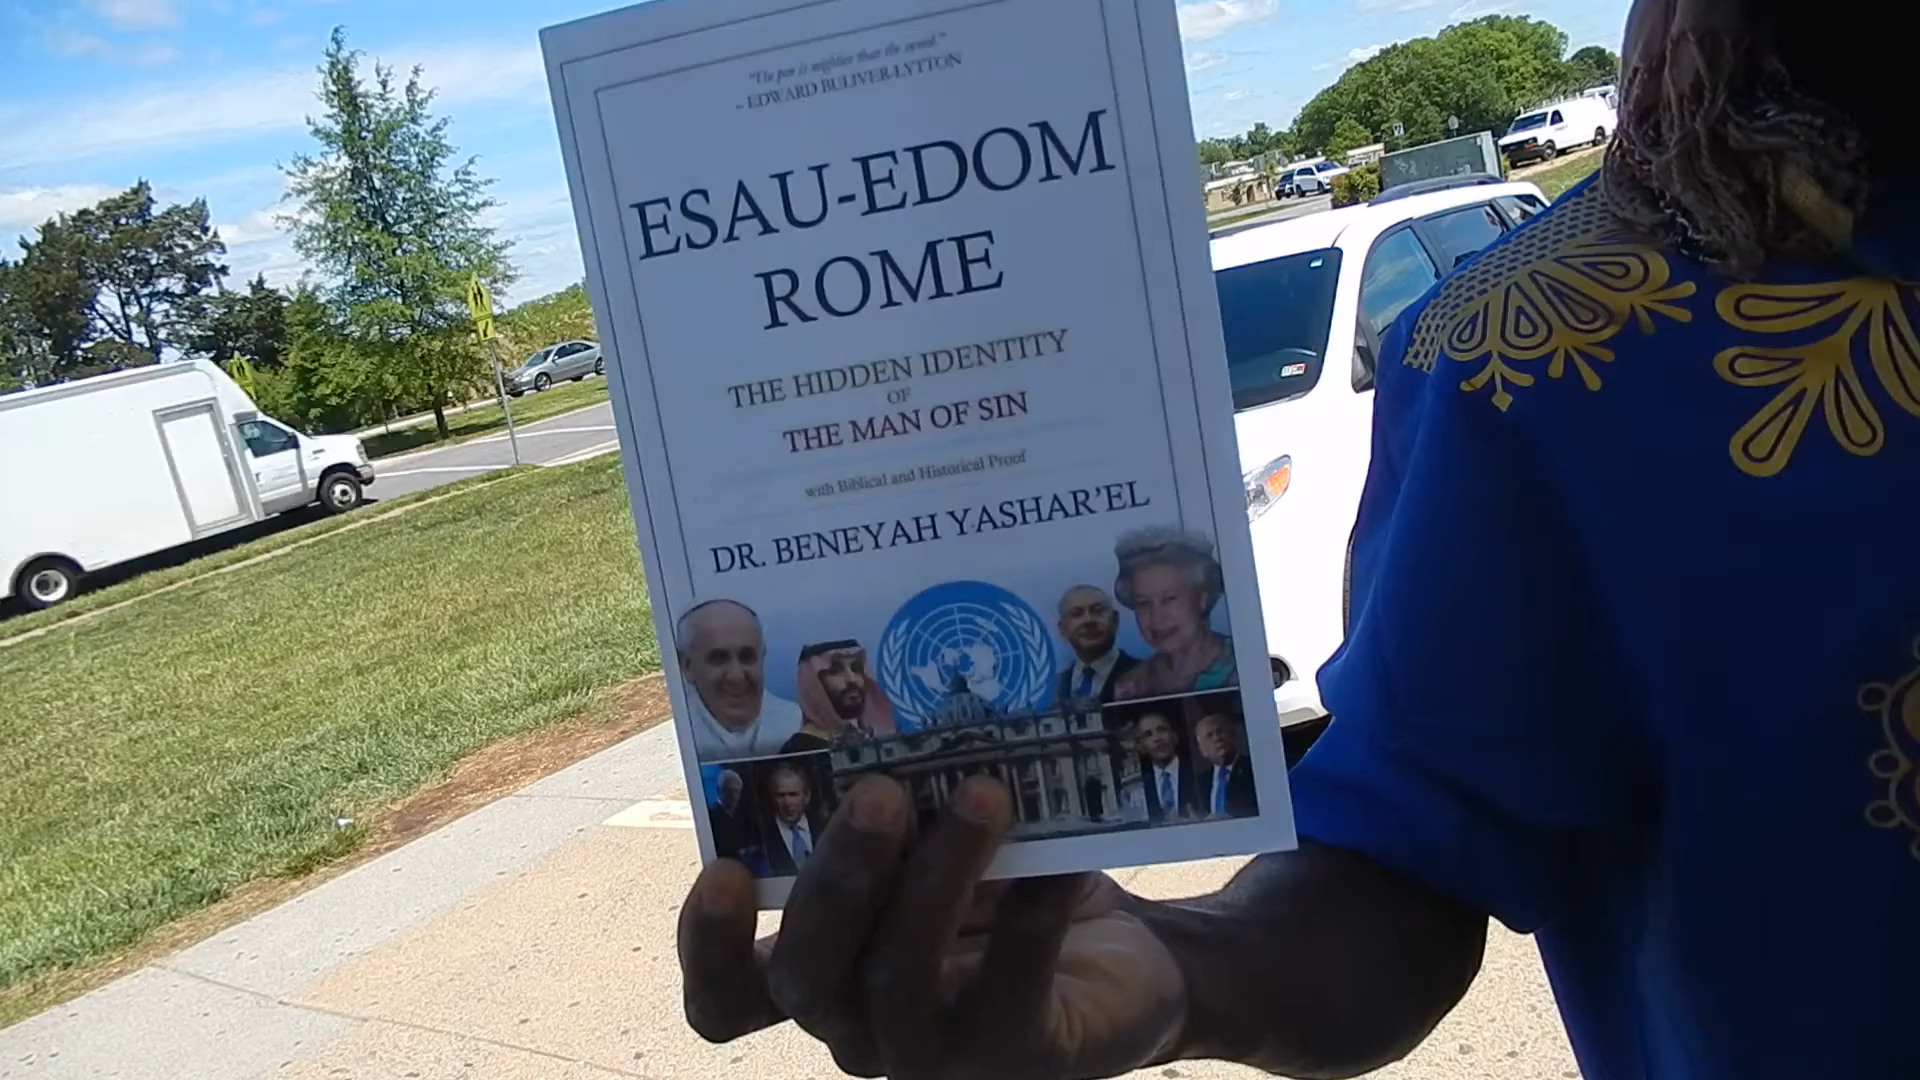 "The pen is mightier than the sword."
- EDWARD BULIVER-LYTTON
ESAU-EDOM
ROME
THE HIDDEN IDENTITY
OF
THE MAN OF SIN
with Biblical and Historical Proof
DR. BENEYAH YASHAR'EL